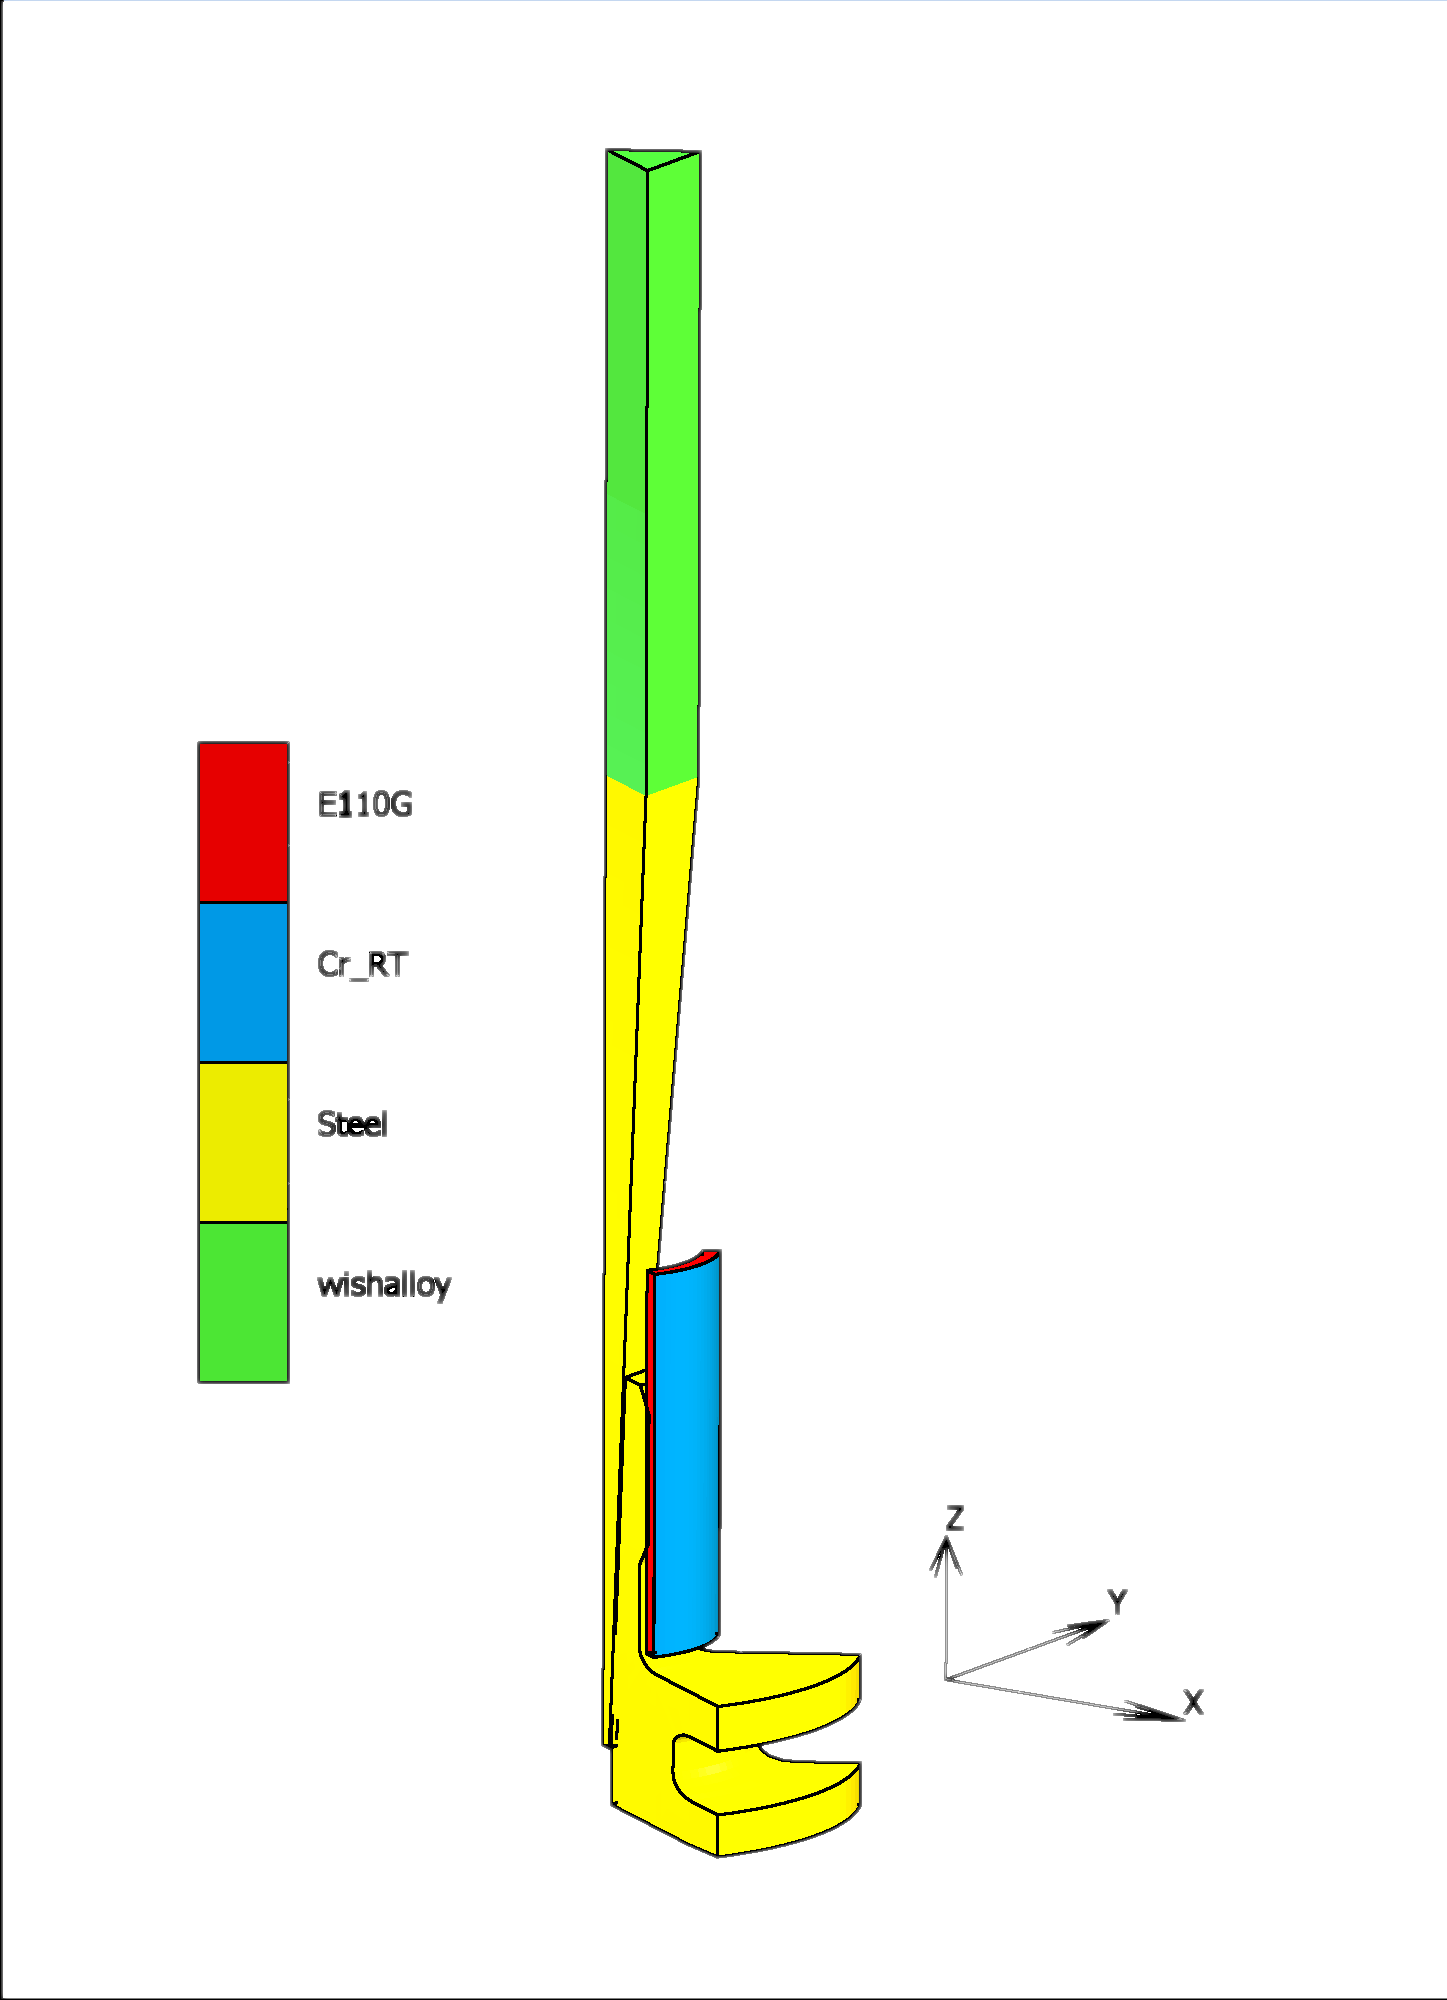 E110G
Cr_RT
Steel
wishalloy
Z
Y
X